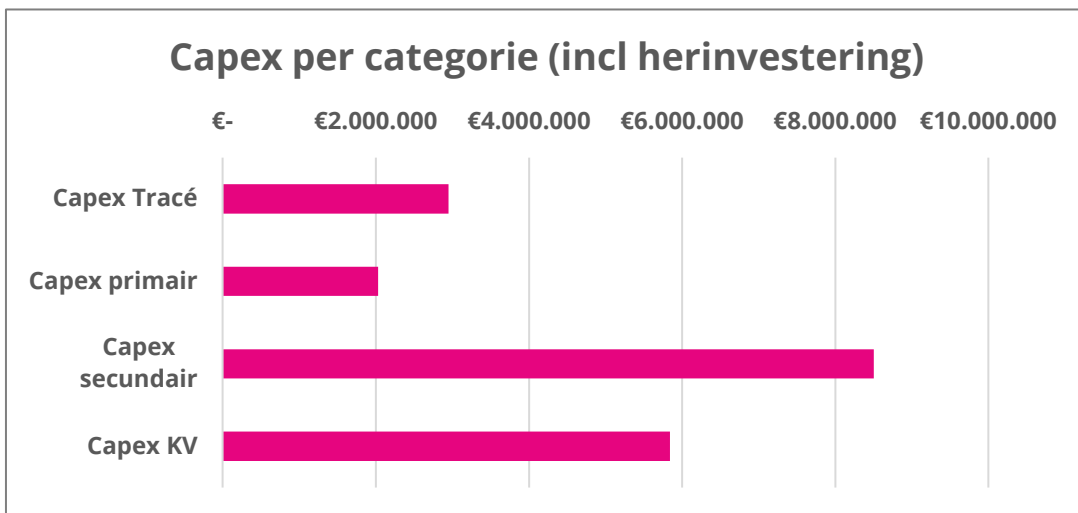 Capex per categorie (incl herinvestering)
€- €2.000.000 €4.000.000 €6.000.000 €8.000.000 €10.000.000
Capex Tracé
Capex primair
Capex
secundair
Capex KV